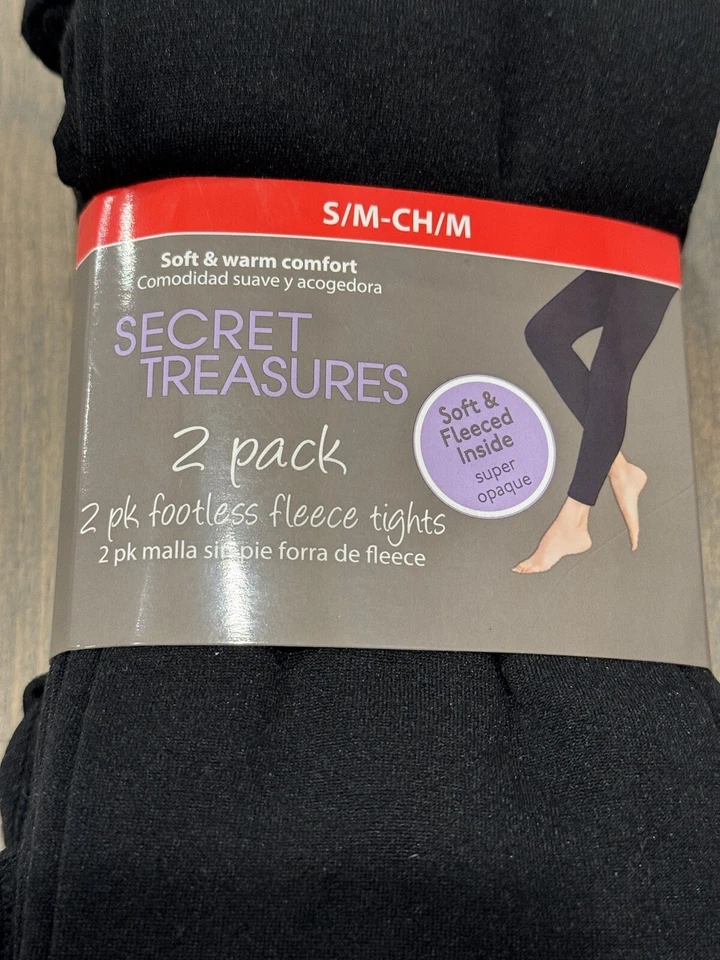 S/M-CH/M
Soft & warm comfort
Comodidad suave y acogedora
SECRET
TREASURES
2 pack
2 pk footless fleece tights
2 pk malla sin pie forra de fleece
Soft &
Fleeced
Inside
super
opaque